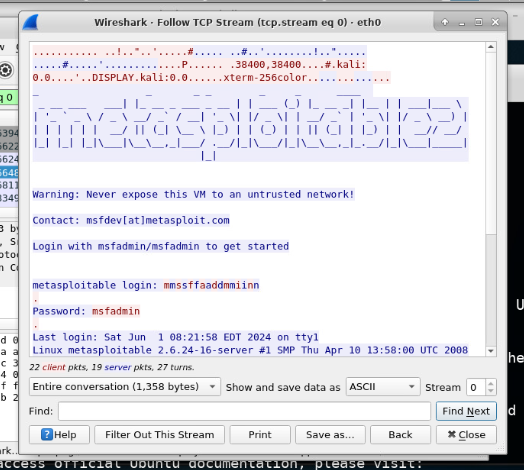 Wireshark · Follow TCP Stream (tcp.stream eq 0) · eth0
........... ..!.."..'.....#..... ..#..'........!.."......
.....#.....'...........P...... .38400,38400....#.kali:
0.0....'..DISPLAY.kali:0.0......xterm-256color..............
Warning: Never expose this VM to an untrusted network!
Contact: msfdev[at]metasploit.com
Login with msfadmin/msfadmin to get started
metasploitable login: mmssffaaddmmiinn
.
Password: msfadmin
.
Last login: Sat Jun  1 08:21:58 EDT 2024 on tty1
Linux metasploitable 2.6.24-16-server #1 SMP Thu Apr 10 13:58:00 UTC 2008
22 client pkts, 19 server pkts, 27 turns.
Entire conversation (1,358 bytes) Show and save data as ASCII Stream 0
Find: Find Next
Help Filter Out This Stream Print Save as... Back Close
access official Ubuntu documentation, please visit: